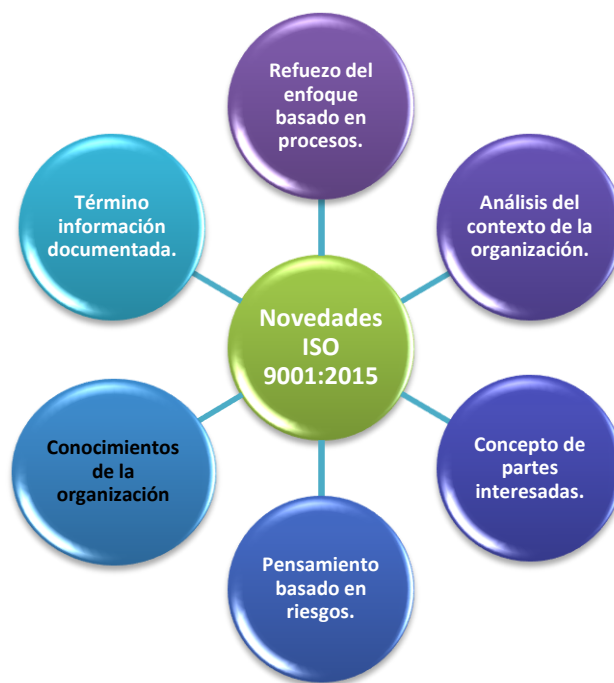 Refuezo del
enfoque
basado en
procesos.
Análisis del
contexto de la
organización.
Concepto de
partes
interesadas.
Pensamiento
basado en
riesgos.
Conocimientos
de la
organización
Término
información
documentada.
Novedades
ISO
9001:2015